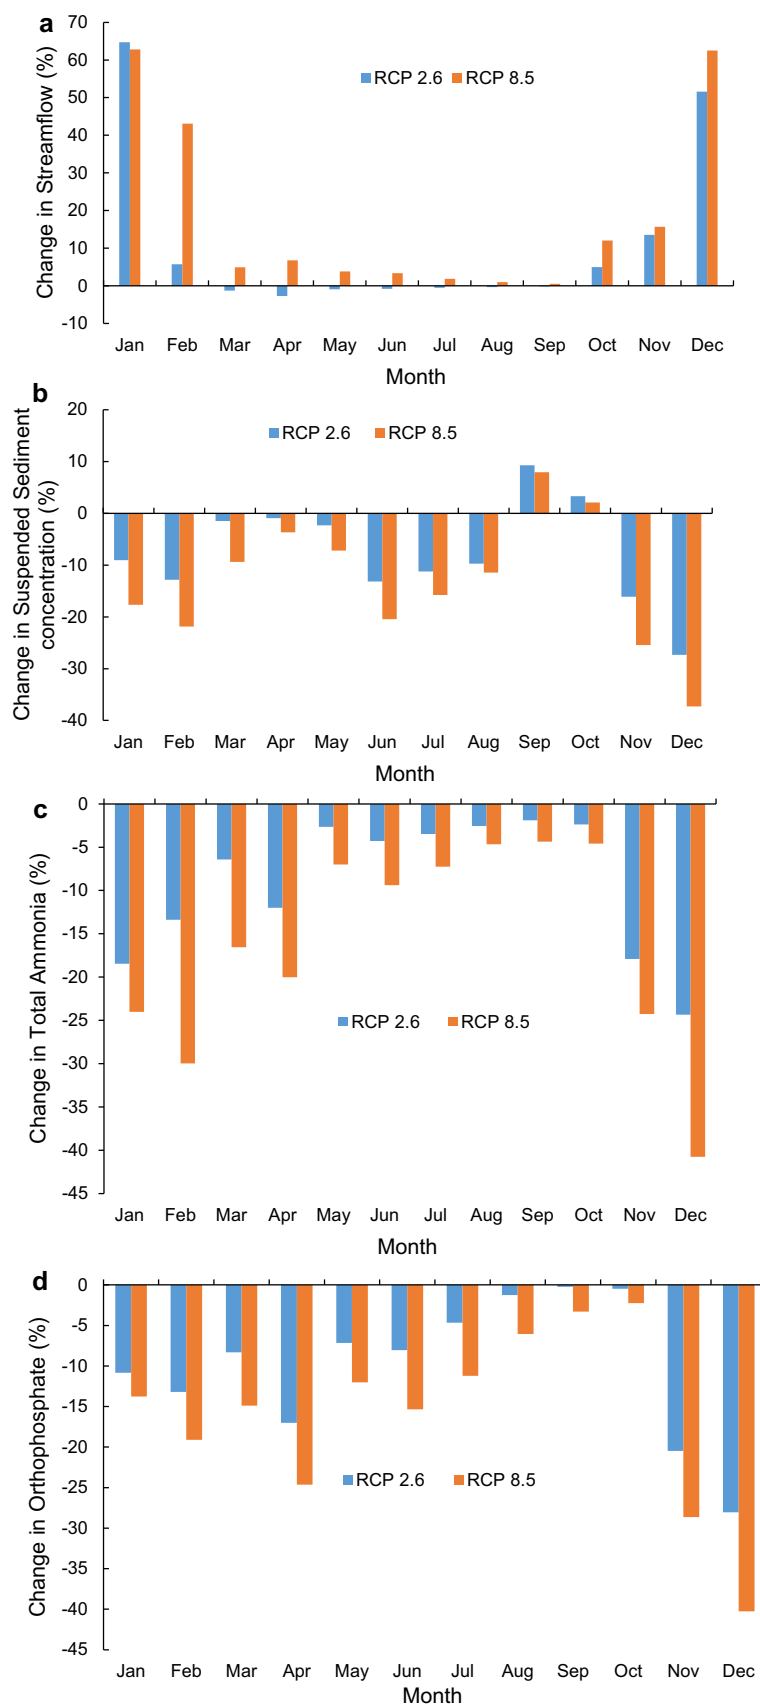 a
70
60
50
40
30
20
10
0
-10
Change in Streamflow (%)
RCP 2.6 RCP 8.5
Jan Feb Mar Apr May Jun Jul Aug Sep Oct Nov Dec
Month
b
20
10
0
-10
-20
-30
-40
Change in Suspended Sediment
concentration (%)
RCP 2.6 RCP 8.5
Jan Feb Mar Apr May Jun Jul Aug Sep Oct Nov Dec
Month
c
0
-5
-10
-15
-20
-25
-30
-35
-40
-45
Change in Total Ammonia (%)
RCP 2.6 RCP 8.5
Jan Feb Mar Apr May Jun Jul Aug Sep Oct Nov Dec
Month
d
0
-5
-10
-15
-20
-25
-30
-35
-40
-45
Change in Orthophosphate (%)
RCP 2.6 RCP 8.5
Jan Feb Mar Apr May Jun Jul Aug Sep Oct Nov Dec
Month